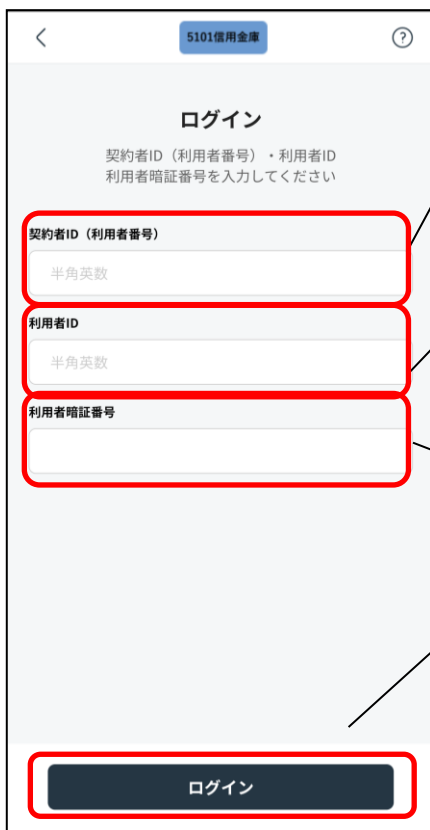 5101信用金庫
?
ログイン
契約者ID（利用者番号）・利用者ID
利用者暗証番号を入力してください
契約者ID（利用者番号）
半角英数
利用者ID
半角英数
利用者暗証番号
ログイン